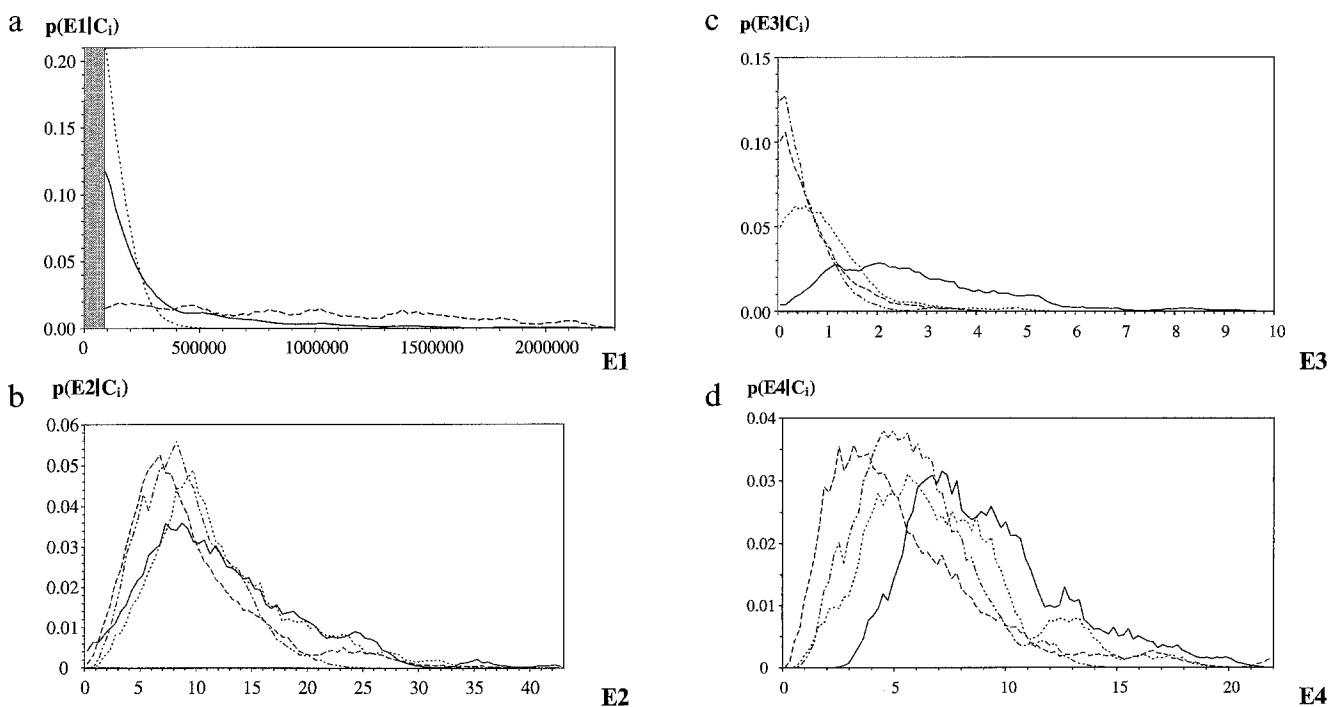 a
p(E1|Ci)
0.20
0.15
0.10
0.05
0.00
0 500000 1000000 1500000 2000000
E1
b
p(E2|Ci)
0.06
0.05
0.04
0.03
0.02
0.01
0
0 5 10 15 20 25 30 35 40
E2
c
p(E3|Ci)
0.15
0.10
0.05
0.00
0 1 2 3 4 5 6 7 8 9 10
E3
d
p(E4|Ci)
0.04
0.03
0.02
0.01
0
0 5 10 15 20
E4